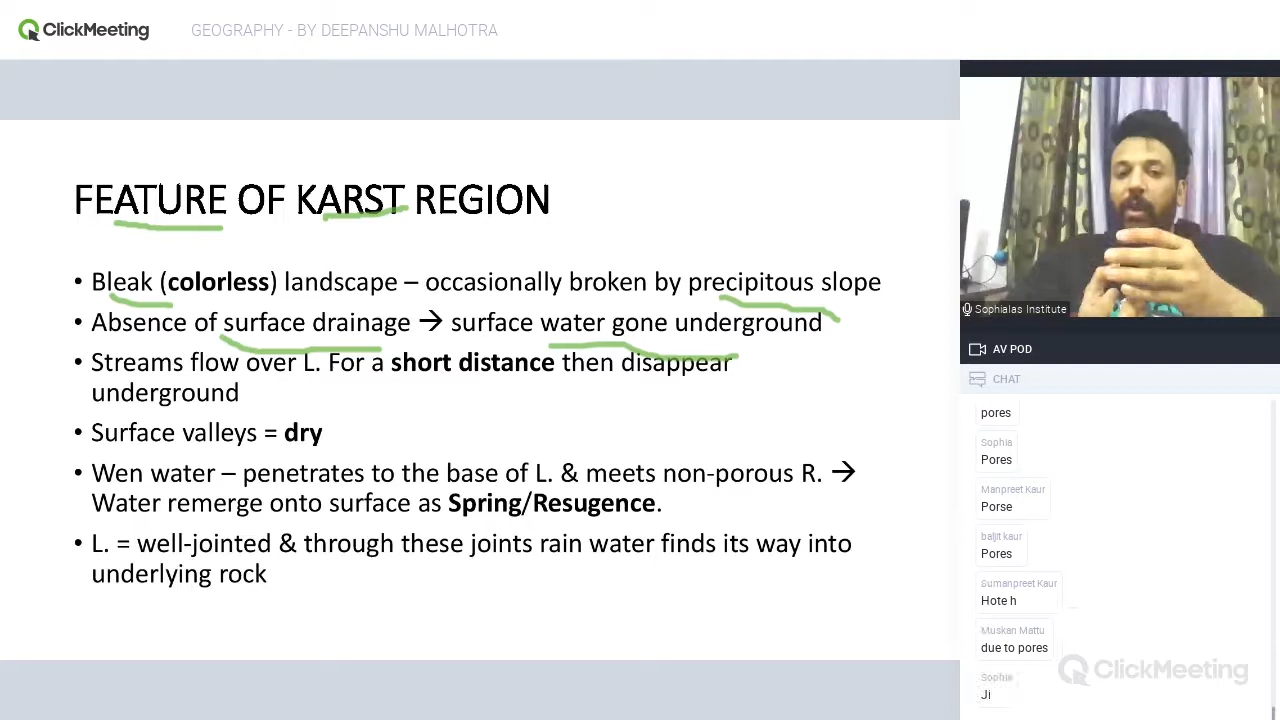 ClickMeeting
GEOGRAPHY - BY DEEPANSHU MALHOTRA
FEATURE OF KARST REGION
• Bleak (colorless) landscape – occasionally broken by precipitous slope
• Absence of surface drainage → surface water gone underground
• Streams flow over L. For a short distance then disappear
underground
• Surface valleys = dry
• Wen water – penetrates to the base of L. & meets non-porous R. →
Water remerge onto surface as Spring/Resugence.
• L. = well-jointed & through these joints rain water finds its way into
underlying rock
Sophialas Institute
AV POD
CHAT
pores
Sophia
Pores
Manpreet Kaur
Porse
baljit kaur
Pores
Sumanpreet Kaur
Hote h
Muskan Mattu
due to pores
Sophia
Ji
ClickMeeting